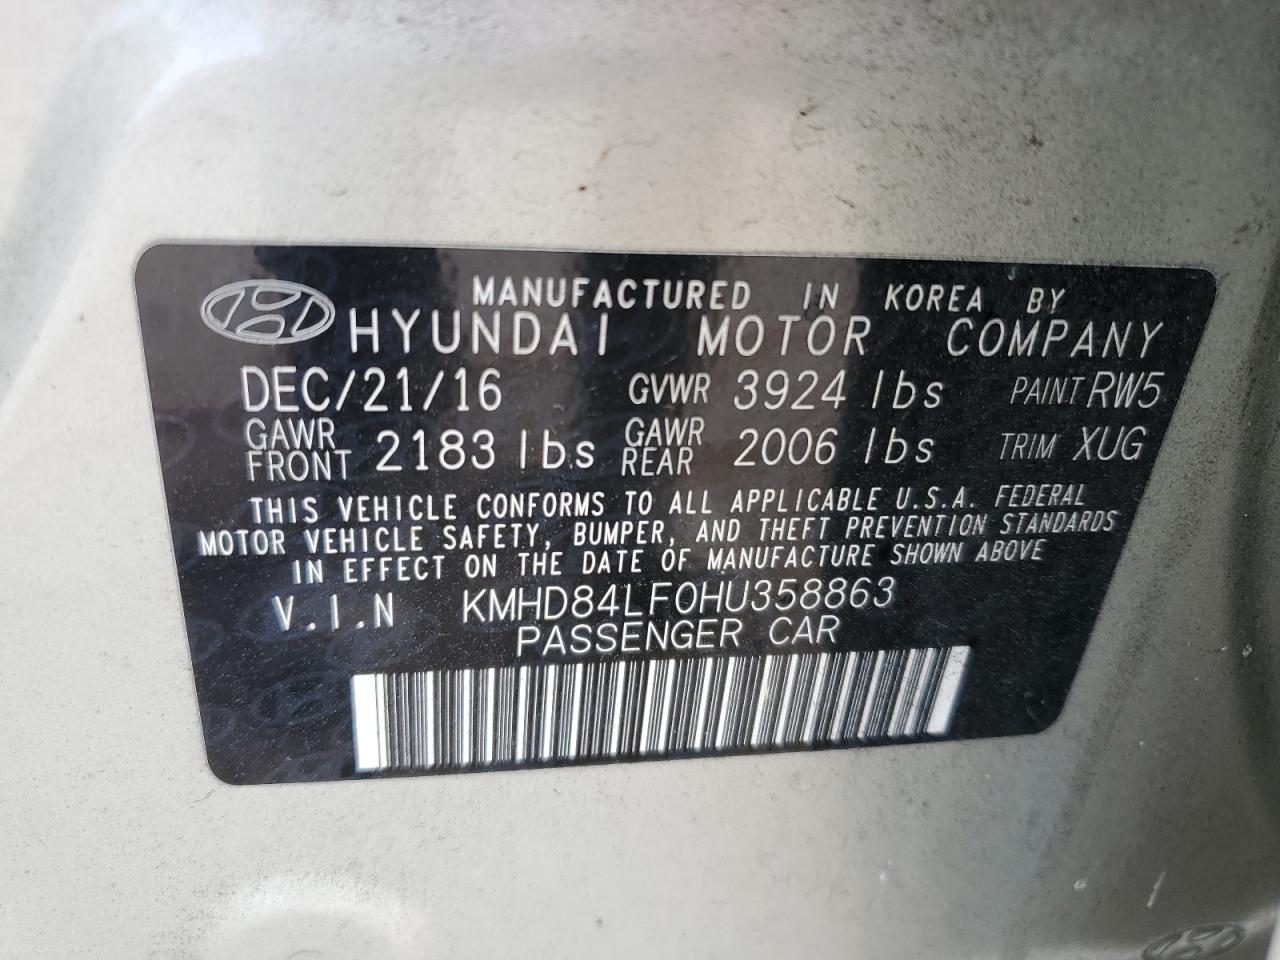 MANUFACTURED IN KOREA BY
HYUNDAI MOTOR COMPANY
DEC/21/16 GVWR 3924 lbs PAINT RW5
GAWR FRONT 2183 lbs GAWR REAR 2006 lbs TRIM XUG
THIS VEHICLE CONFORMS TO ALL APPLICABLE U.S.A. FEDERAL
MOTOR VEHICLE SAFETY, BUMPER, AND THEFT PREVENTION STANDARDS
IN EFFECT ON THE DATE OF MANUFACTURE SHOWN ABOVE
V.I.N KMHD84LF0HU358863
PASSENGER CAR